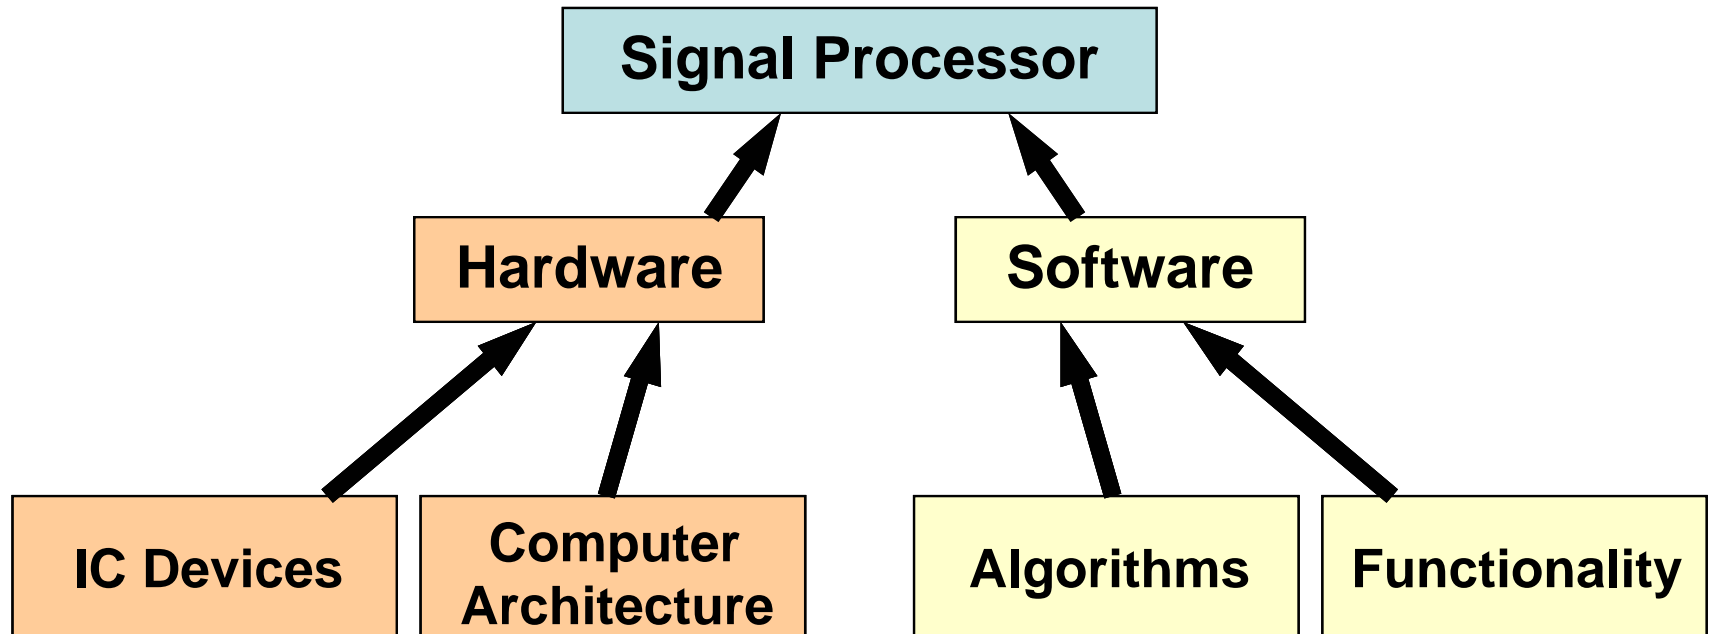 Signal Processor
Hardware
Software
IC Devices
Computer
Architecture
Algorithms
Functionality